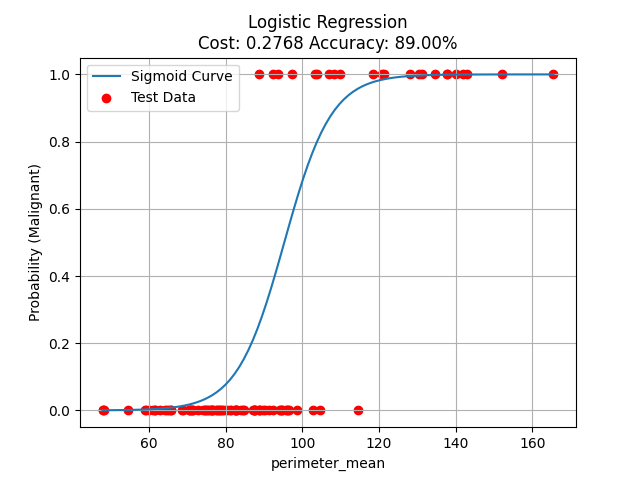 Logistic Regression
Cost: 0.2768 Accuracy: 89.00%
Sigmoid Curve
Test Data
Probability (Malignant)
1.0
0.8
0.6
0.4
0.2
0.0
60 80 100 120 140 160
perimeter_mean